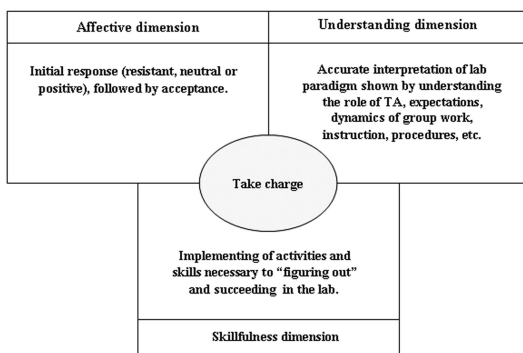 Affective dimension
Understanding dimension
Initial response (resistant, neutral or
positive), followed by acceptance.
Accurate interpretation of lab
paradigm shown by understanding
the role of TA, expectations,
dynamics of group work,
instruction, procedures, etc.
Take charge
Implementing of activities and
skills necessary to “figuring out”
and succeeding in the lab.
Skillfulness dimension